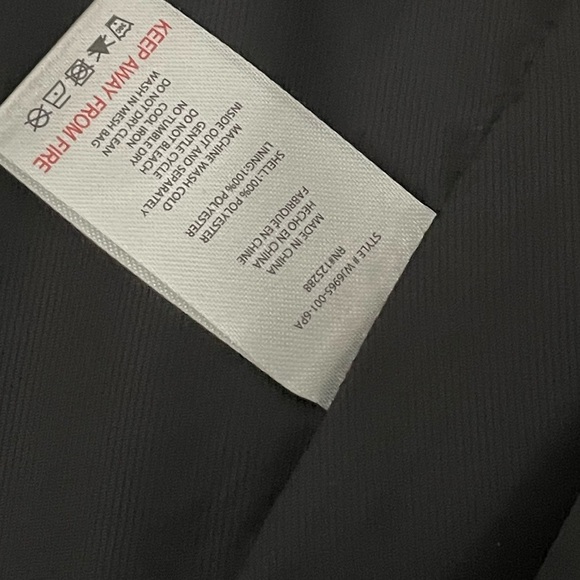 STYLE # WJ6965-001-6PA
RN#125288
MADE IN CHINA
HECHO EN CHINA
FABRIQUÉ EN CHINE
SHELL:100% POLYESTER
LINING:100% POLYESTER
MACHINE WASH COLD
INSIDE OUT AND SEPARATELY
GENTLE CYCLE
DO NOT BLEACH
NO TUMBLE DRY
COOL IRON
DO NOT DRY CLEAN
WASH IN MESH BAG
KEEP AWAY FROM FIRE